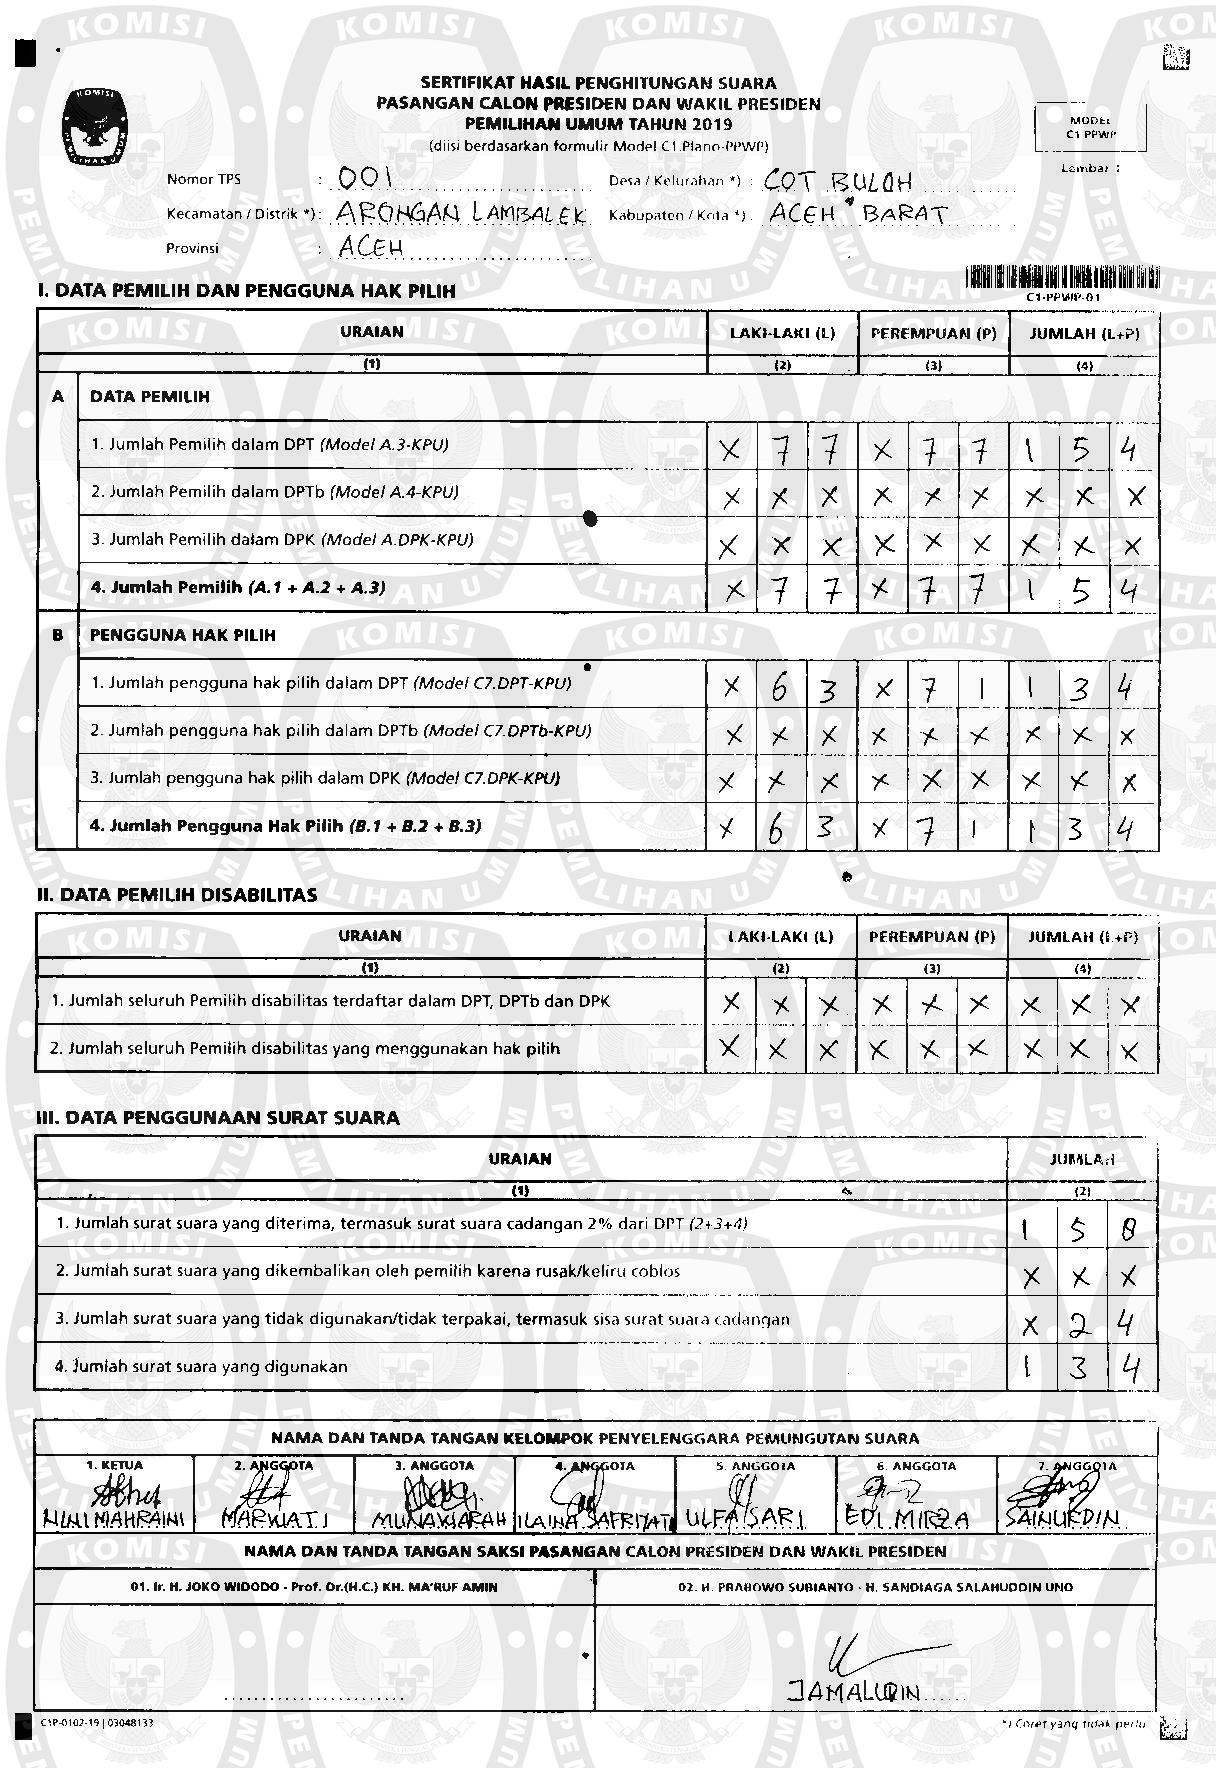 SERTIFIKAT HASIL PENGHITUNGAN SUARA
PASANGAN CALON PRESIDEN DAN WAKIL PRESIDEN
PEMILIHAN UMUM TAHUN 2019
(diisi berdasarkan formulir Model C1.Plano-PPWP)
MODEL
C1-PPWP
Nomor TPS : 001 Desa / Kelurahan *) : COT BULOH
Lembar 1
Kecamatan / Distrik *) : ARONGAN LAMBALEK Kabupaten / Kota *) : ACEH BARAT
Provinsi : ACEH
I. DATA PEMILIH DAN PENGGUNA HAK PILIH
C1-PPWP-01
URAIAN LAKI-LAKI (L) PEREMPUAN (P) JUMLAH (L+P)
(1) (2) (3) (4)
A DATA PEMILIH
1. Jumlah Pemilih dalam DPT (Model A.3-KPU) X 7 7 X 7 7 1 5 4
2. Jumlah Pemilih dalam DPTb (Model A.4-KPU) X X X X X X X X X
3. Jumlah Pemilih dalam DPK (Model A.DPK-KPU) X X X X X X X X X
4. Jumlah Pemilih (A.1 + A.2 + A.3) X 7 7 X 7 7 1 5 4
B PENGGUNA HAK PILIH
1. Jumlah pengguna hak pilih dalam DPT (Model C7.DPT-KPU) X 6 3 X 7 1 1 3 4
2. Jumlah pengguna hak pilih dalam DPTb (Model C7.DPTb-KPU) X X X X X X X X X
3. Jumlah pengguna hak pilih dalam DPK (Model C7.DPK-KPU) X X X X X X X X X
4. Jumlah Pengguna Hak Pilih (B.1 + B.2 + B.3) X 6 3 X 7 1 1 3 4
II. DATA PEMILIH DISABILITAS
URAIAN LAKI-LAKI (L) PEREMPUAN (P) JUMLAH (L+P)
(1) (2) (3) (4)
1. Jumlah seluruh Pemilih disabilitas terdaftar dalam DPT, DPTb dan DPK X X X X X X X X X
2. Jumlah seluruh Pemilih disabilitas yang menggunakan hak pilih X X X X X X X X X
III. DATA PENGGUNAAN SURAT SUARA
URAIAN JUMLAH
(1) (2)
1. Jumlah surat suara yang diterima, termasuk surat suara cadangan 2% dari DPT (2+3+4) 1 5 8
2. Jumlah surat suara yang dikembalikan oleh pemilih karena rusak/keliru coblos X X X
3. Jumlah surat suara yang tidak digunakan/tidak terpakai, termasuk sisa surat suara cadangan X 2 4
4. Jumlah surat suara yang digunakan 1 3 4
NAMA DAN TANDA TANGAN KELOMPOK PENYELENGGARA PEMUNGUTAN SUARA
1. KETUA 2. ANGGOTA 3. ANGGOTA 4. ANGGOTA 5. ANGGOTA 6. ANGGOTA 7. ANGGOTA
NINI MAHRAINI MARWATI MUNAWARAH ILAINA SAFRIYATI ULFA SARI EDI MIRZA SAINURDIN
NAMA DAN TANDA TANGAN SAKSI PASANGAN CALON PRESIDEN DAN WAKIL PRESIDEN
01. Ir. H. JOKO WIDODO - Prof. Dr.(H.C.) KH. MA'RUF AMIN 02. H. PRABOWO SUBIANTO - H. SANDIAGA SALAHUDDIN UNO
JAMALUDIN
C1P-0102-19 | 03048133 *) Coret yang tidak perlu